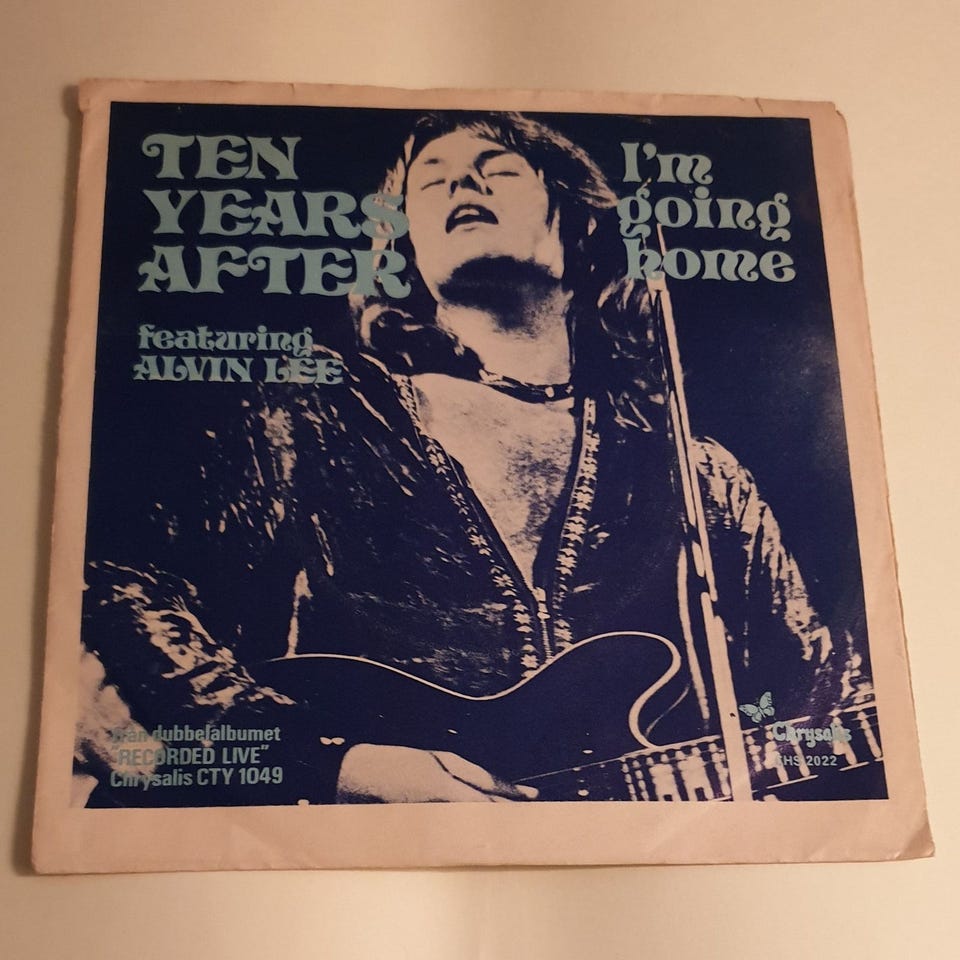 TEN
YEARS
AFTER
featuring
ALVIN LEE
I'm
going
home
från dubbelalbumet
"RECORDED LIVE"
Chrysalis CTY 1049
Chrysalis
CHS 2022